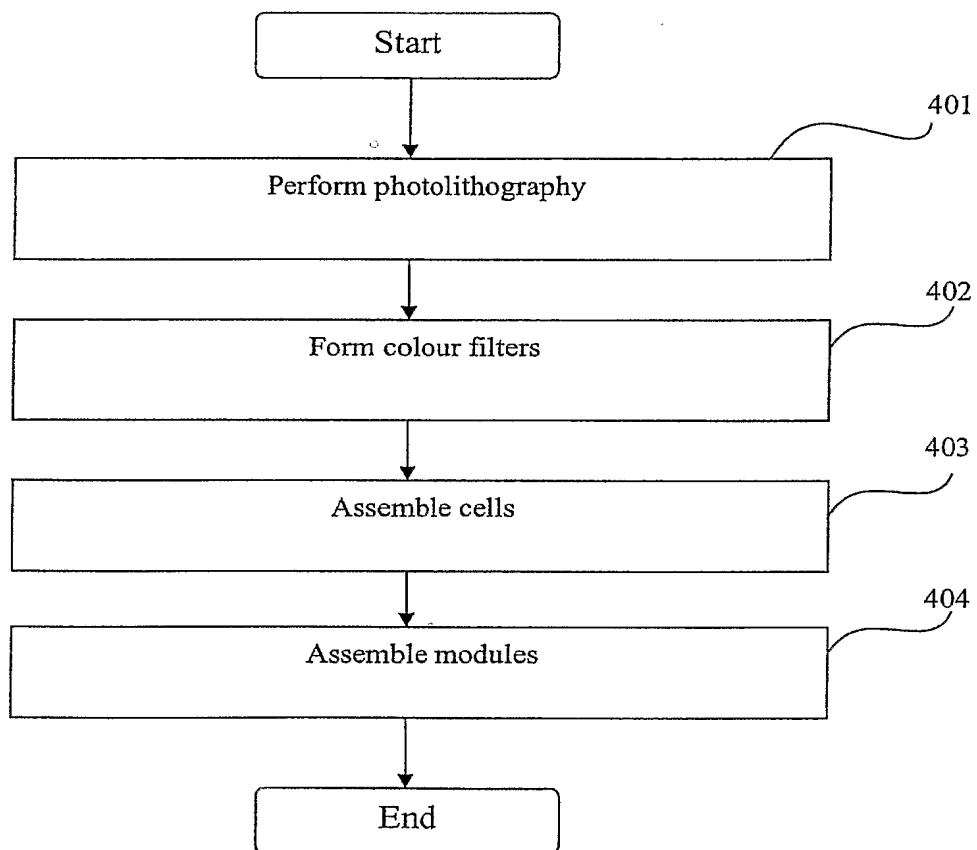 Start
401
Perform photolithography
402
Form colour filters
403
Assemble cells
404
Assemble modules
End